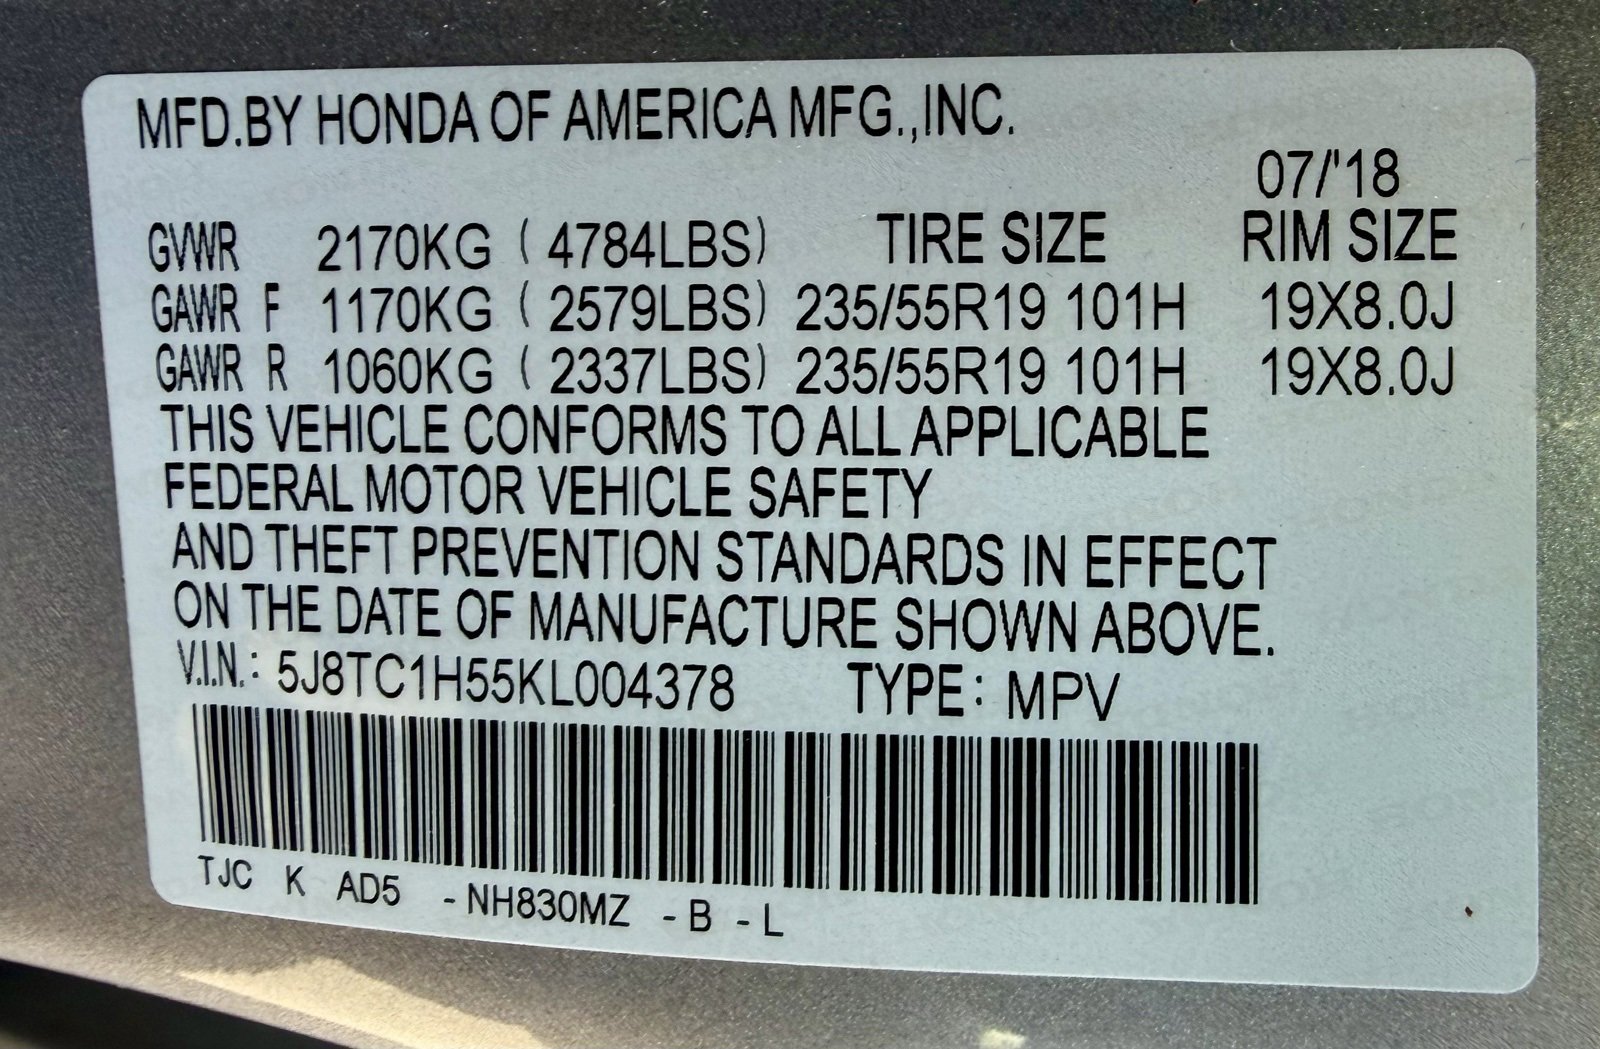 MFD.BY HONDA OF AMERICA MFG.,INC.
07/'18
GVWR 2170KG (4784LBS) TIRE SIZE RIM SIZE
GAWR F 1170KG (2579LBS) 235/55R19 101H 19X8.0J
GAWR R 1060KG (2337LBS) 235/55R19 101H 19X8.0J
THIS VEHICLE CONFORMS TO ALL APPLICABLE
FEDERAL MOTOR VEHICLE SAFETY
AND THEFT PREVENTION STANDARDS IN EFFECT
ON THE DATE OF MANUFACTURE SHOWN ABOVE.
V.I.N.: 5J8TC1H55KL004378 TYPE: MPV
TJC K AD5 -NH830MZ -B -L